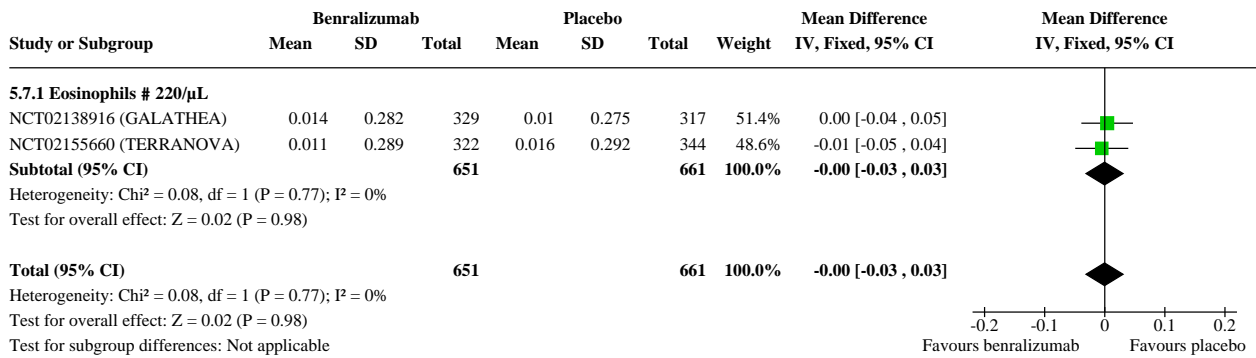 Benralizumab Placebo Mean Difference Mean Difference
Study or Subgroup Mean SD Total Mean SD Total Weight IV, Fixed, 95% CI IV, Fixed, 95% CI
5.7.1 Eosinophils # 220/µL
NCT02138916 (GALATHEA) 0.014 0.282 329 0.01 0.275 317 51.4% 0.00 [-0.04 , 0.05]
NCT02155660 (TERRANOVA) 0.011 0.289 322 0.016 0.292 344 48.6% -0.01 [-0.05 , 0.04]
Subtotal (95% CI) 651 661 100.0% -0.00 [-0.03 , 0.03]
Heterogeneity: Chi² = 0.08, df = 1 (P = 0.77); I² = 0%
Test for overall effect: Z = 0.02 (P = 0.98)
Total (95% CI) 651 661 100.0% -0.00 [-0.03 , 0.03]
Heterogeneity: Chi² = 0.08, df = 1 (P = 0.77); I² = 0%
Test for overall effect: Z = 0.02 (P = 0.98)
-0.2 -0.1 0 0.1 0.2
Test for subgroup differences: Not applicable Favours benralizumab Favours placebo